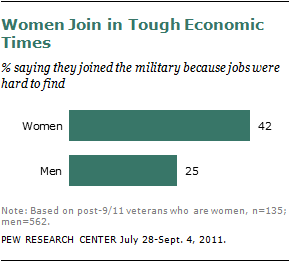 Women Join in Tough Economic
Times
% saying they joined the military because jobs were
hard to find
Women 42
Men 25
Note: Based on post-9/11 veterans who are women, n=135;
men=562.
PEW RESEARCH CENTER July 28-Sept. 4, 2011.